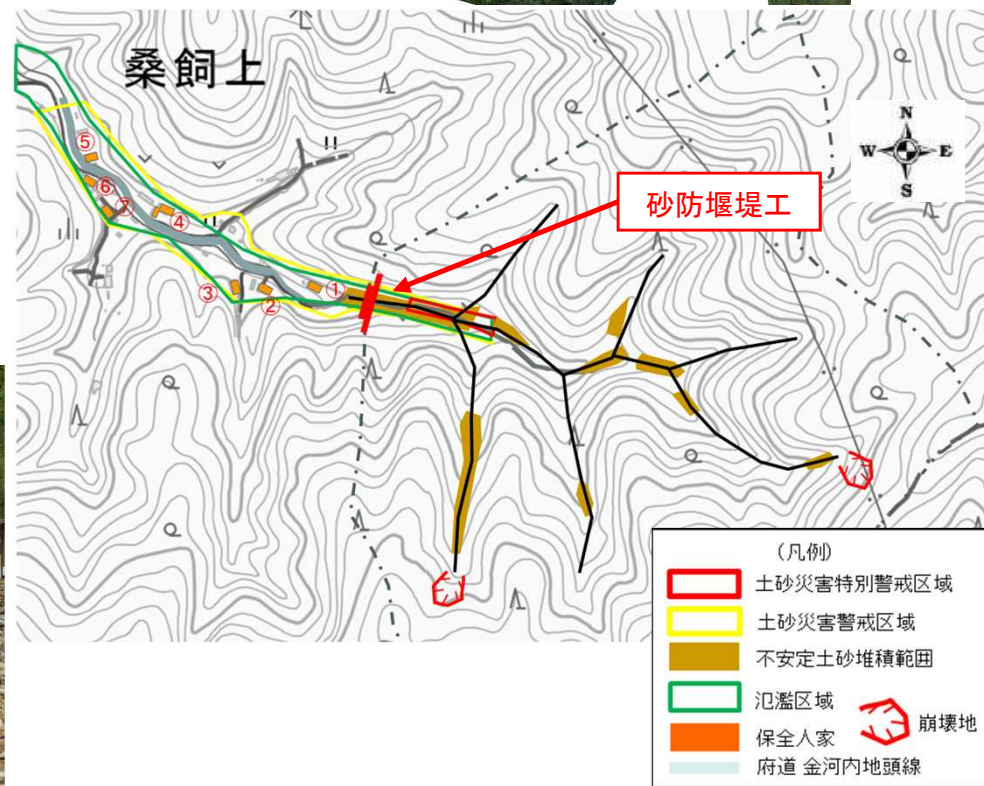 桑飼上
N
W E
S
砂防堰堤工
⑤
⑥
⑦
④
③
②
①
(凡例)
土砂災害特別警戒区域
土砂災害警戒区域
不安定土砂堆積範囲
氾濫区域
崩壊地
保全人家
府道 金河内地頭線